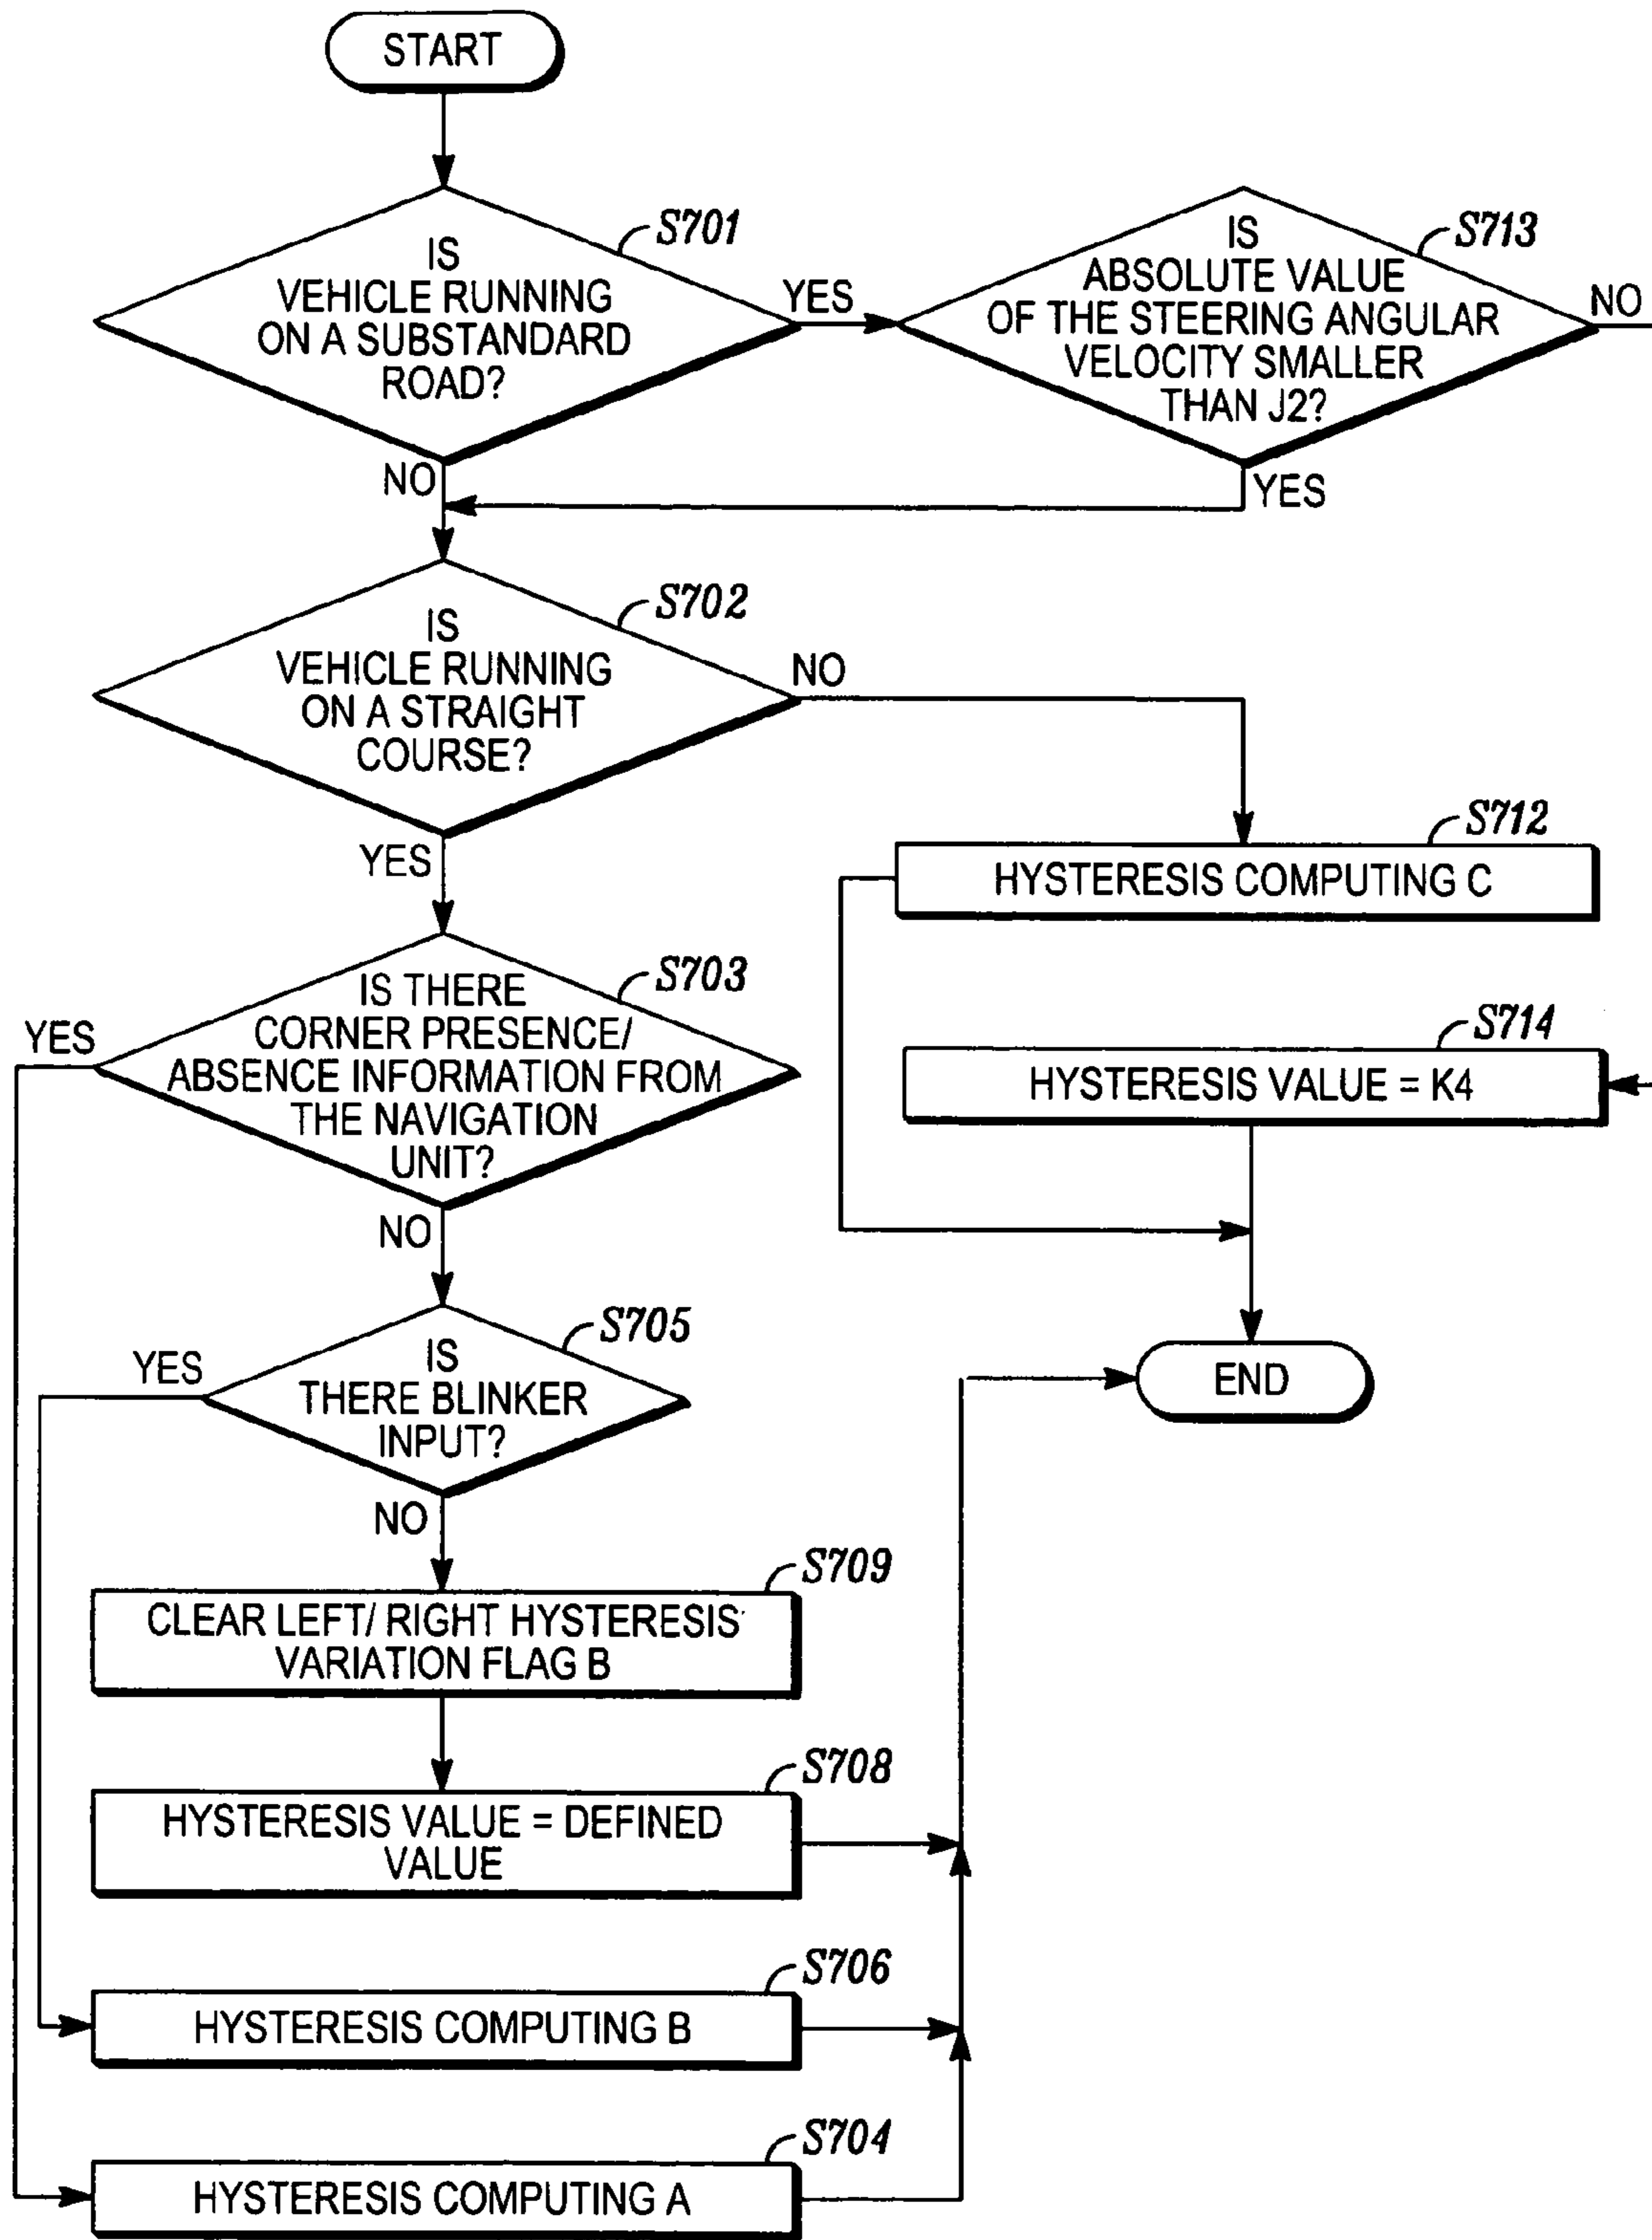 START
S701
IS
VEHICLE RUNNING
ON A SUBSTANDARD
ROAD?
YES
NO
S713
IS
ABSOLUTE VALUE
OF THE STEERING ANGULAR
VELOCITY SMALLER
THAN J2?
NO
YES
S702
IS
VEHICLE RUNNING
ON A STRAIGHT
COURSE?
NO
YES
S712
HYSTERESIS COMPUTING C
S703
IS THERE
CORNER PRESENCE/
ABSENCE INFORMATION FROM
THE NAVIGATION
UNIT?
YES
NO
S714
HYSTERESIS VALUE = K4
S705
IS
THERE BLINKER
INPUT?
YES
NO
END
S709
CLEAR LEFT/ RIGHT HYSTERESIS
VARIATION FLAG B
S708
HYSTERESIS VALUE = DEFINED
VALUE
S706
HYSTERESIS COMPUTING B
S704
HYSTERESIS COMPUTING A